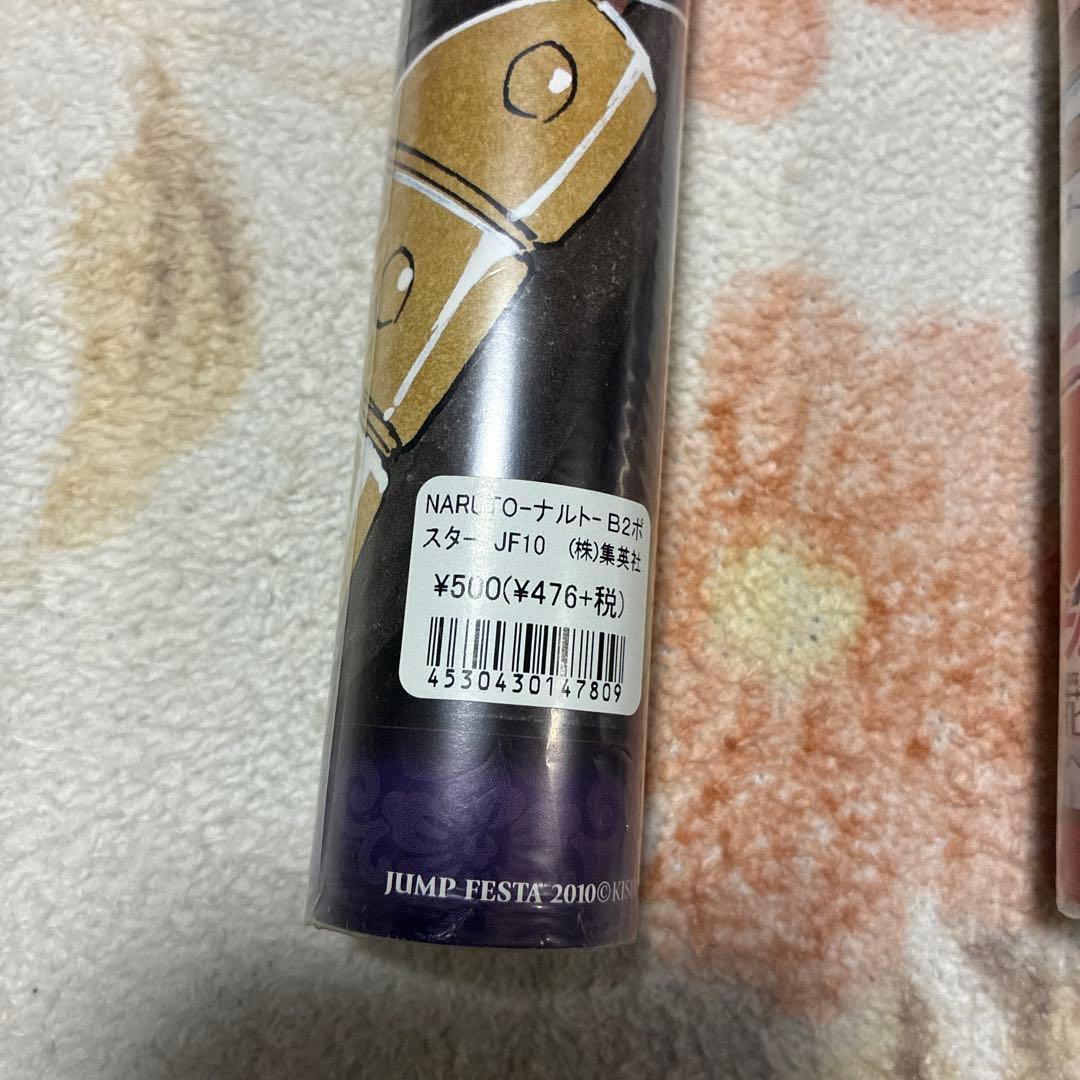 NARUTO-ナルト-B2ポ
スター JF10 (株)集英社
¥500(¥476+税)
4530430147809
JUMP FESTA 2010©KIS